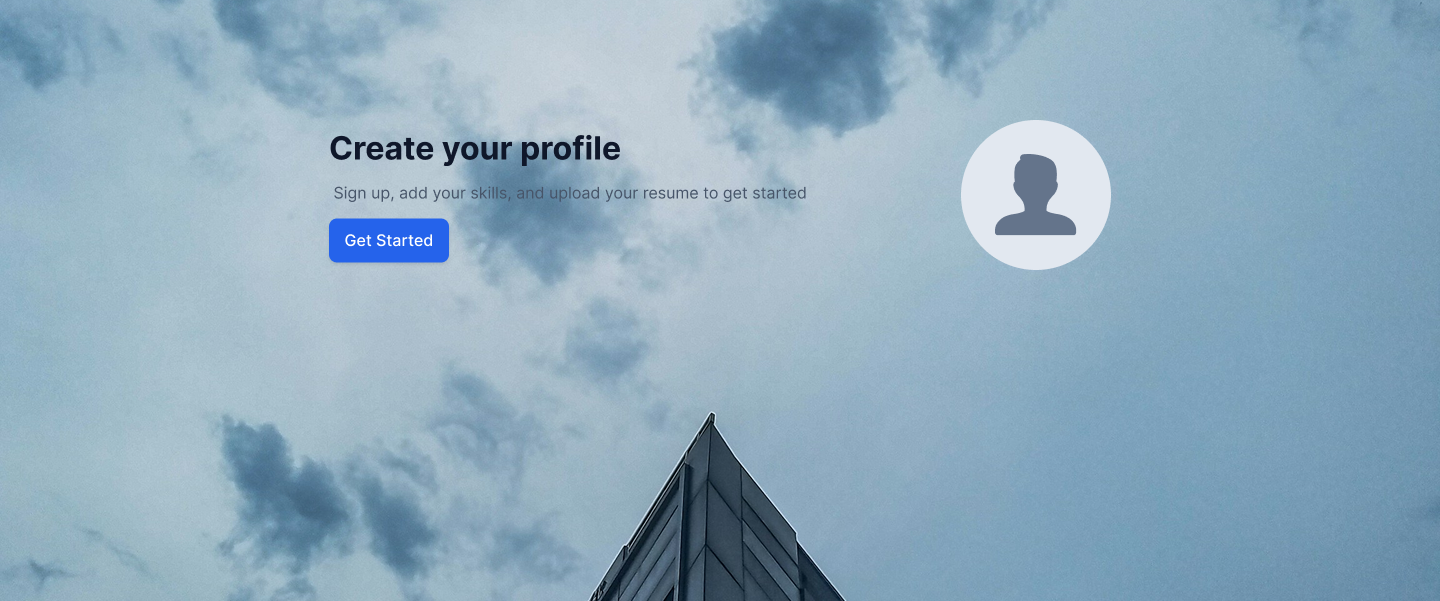 Create your profile
Sign up, add your skills, and upload your resume to get started
Get Started